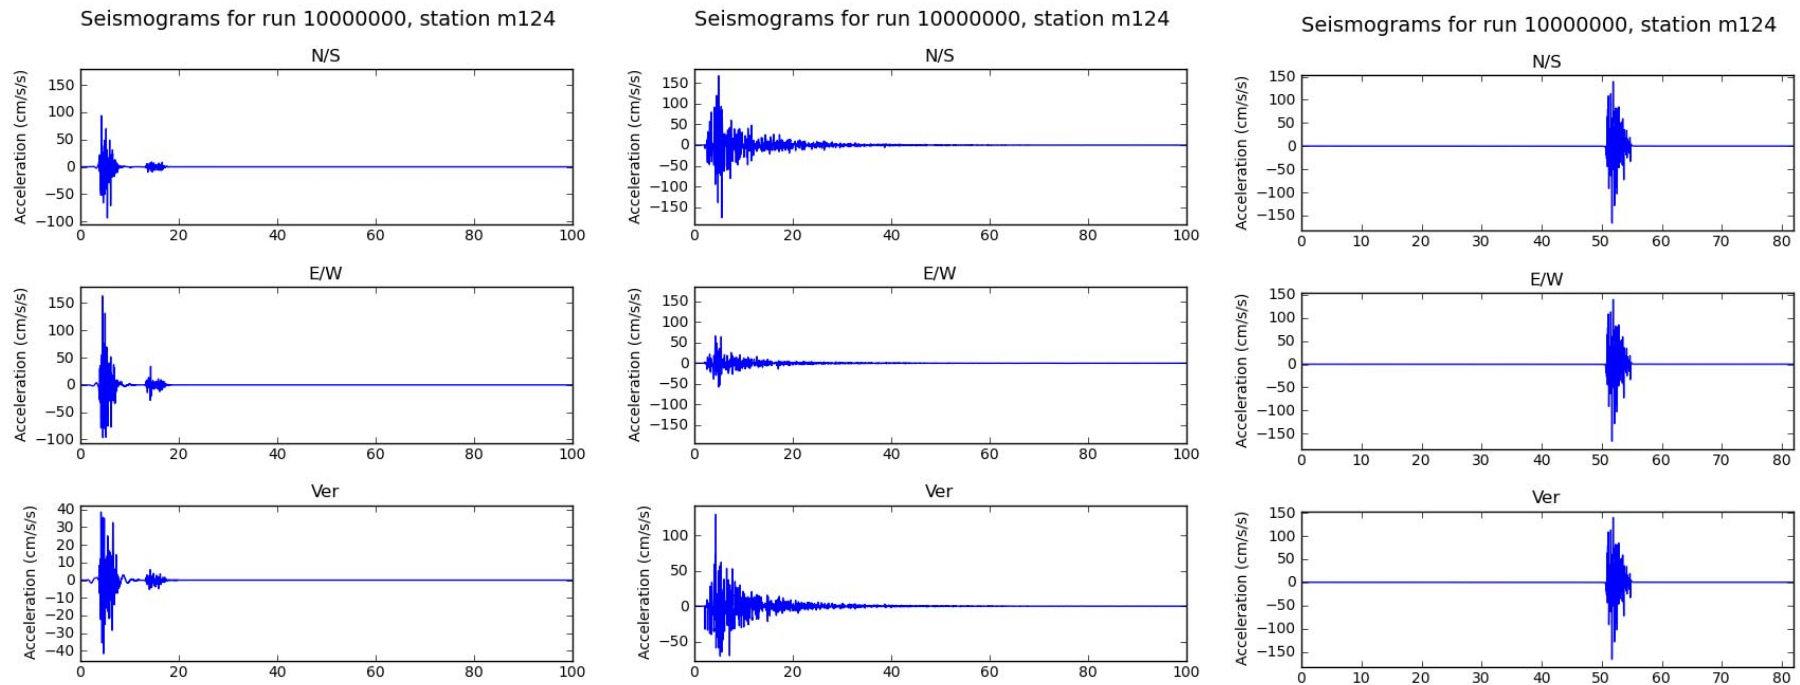 Seismograms for run 10000000, station m124
N/S
Acceleration (cm/s/s)
150
100
50
0
−50
−100
0 20 40 60 80 100
E/W
Acceleration (cm/s/s)
150
100
50
0
−50
−100
0 20 40 60 80 100
Ver
Acceleration (cm/s/s)
40
30
20
10
0
−10
−20
−30
−40
0 20 40 60 80 100
Seismograms for run 10000000, station m124
N/S
Acceleration (cm/s/s)
150
100
50
0
−50
−100
−150
0 20 40 60 80 100
E/W
Acceleration (cm/s/s)
150
100
50
0
−50
−100
−150
0 20 40 60 80 100
Ver
Acceleration (cm/s/s)
100
50
0
−50
0 20 40 60 80 100
Seismograms for run 10000000, station m124
N/S
Acceleration (cm/s/s)
150
100
50
0
−50
−100
−150
0 10 20 30 40 50 60 70 80
E/W
Acceleration (cm/s/s)
150
100
50
0
−50
−100
−150
0 10 20 30 40 50 60 70 80
Ver
Acceleration (cm/s/s)
150
100
50
0
−50
−100
−150
0 10 20 30 40 50 60 70 80